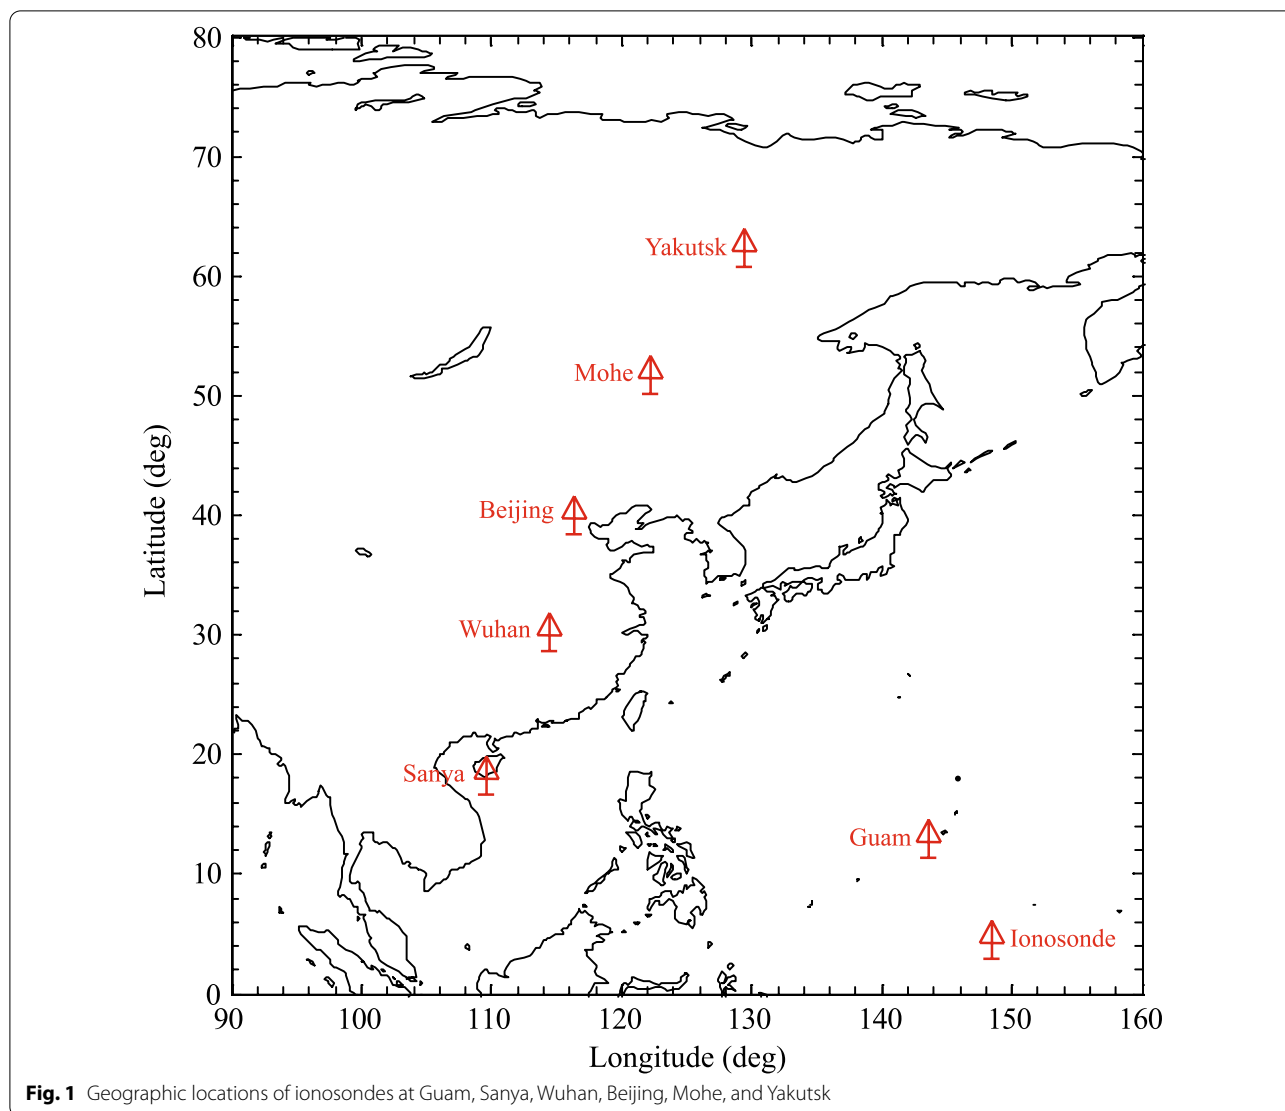 80
70
60
50
40
30
20
10
0
Latitude (deg)
Yakutsk
Mohe
Beijing
Wuhan
Sanya
Guam
Ionosonde
90 100 110 120 130 140 150 160
Longitude (deg)
Fig. 1 Geographic locations of ionosondes at Guam, Sanya, Wuhan, Beijing, Mohe, and Yakutsk